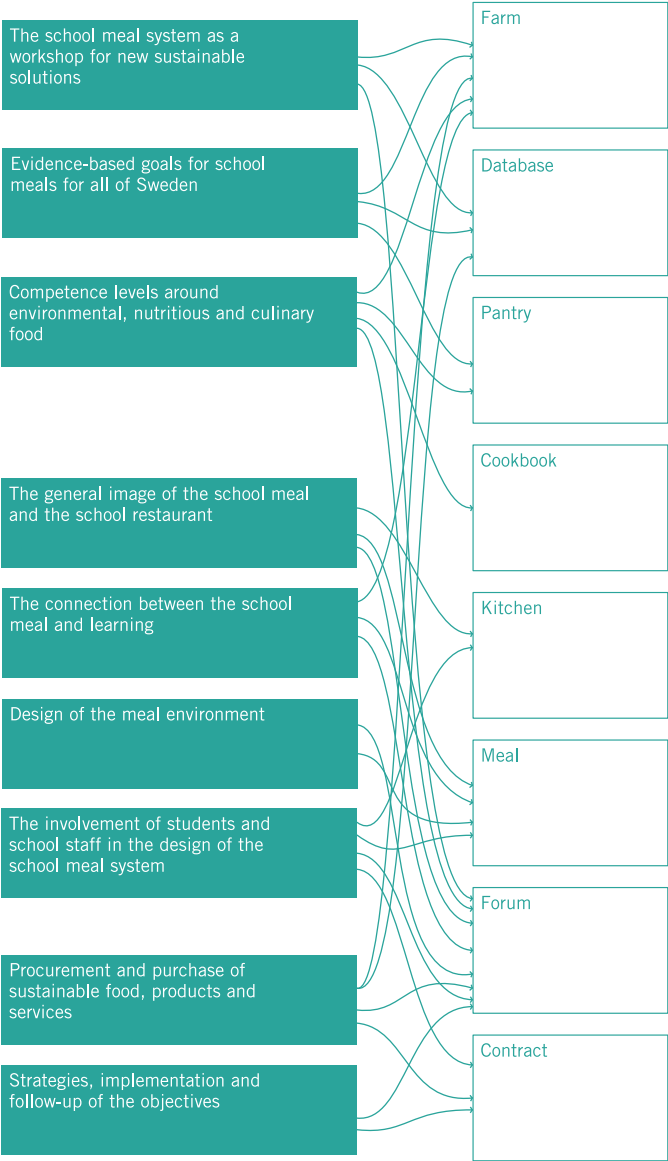 The school meal system as a
workshop for new sustainable
solutions
Evidence-based goals for school
meals for all of Sweden
Competence levels around
environmental, nutritious and culinary
food
The general image of the school meal
and the school restaurant
The connection between the school
meal and learning
Design of the meal environment
The involvement of students and
school staff in the design of the
school meal system
Procurement and purchase of
sustainable food, products and
services
Strategies, implementation and
follow-up of the objectives
Farm
Database
Pantry
Cookbook
Kitchen
Meal
Forum
Contract